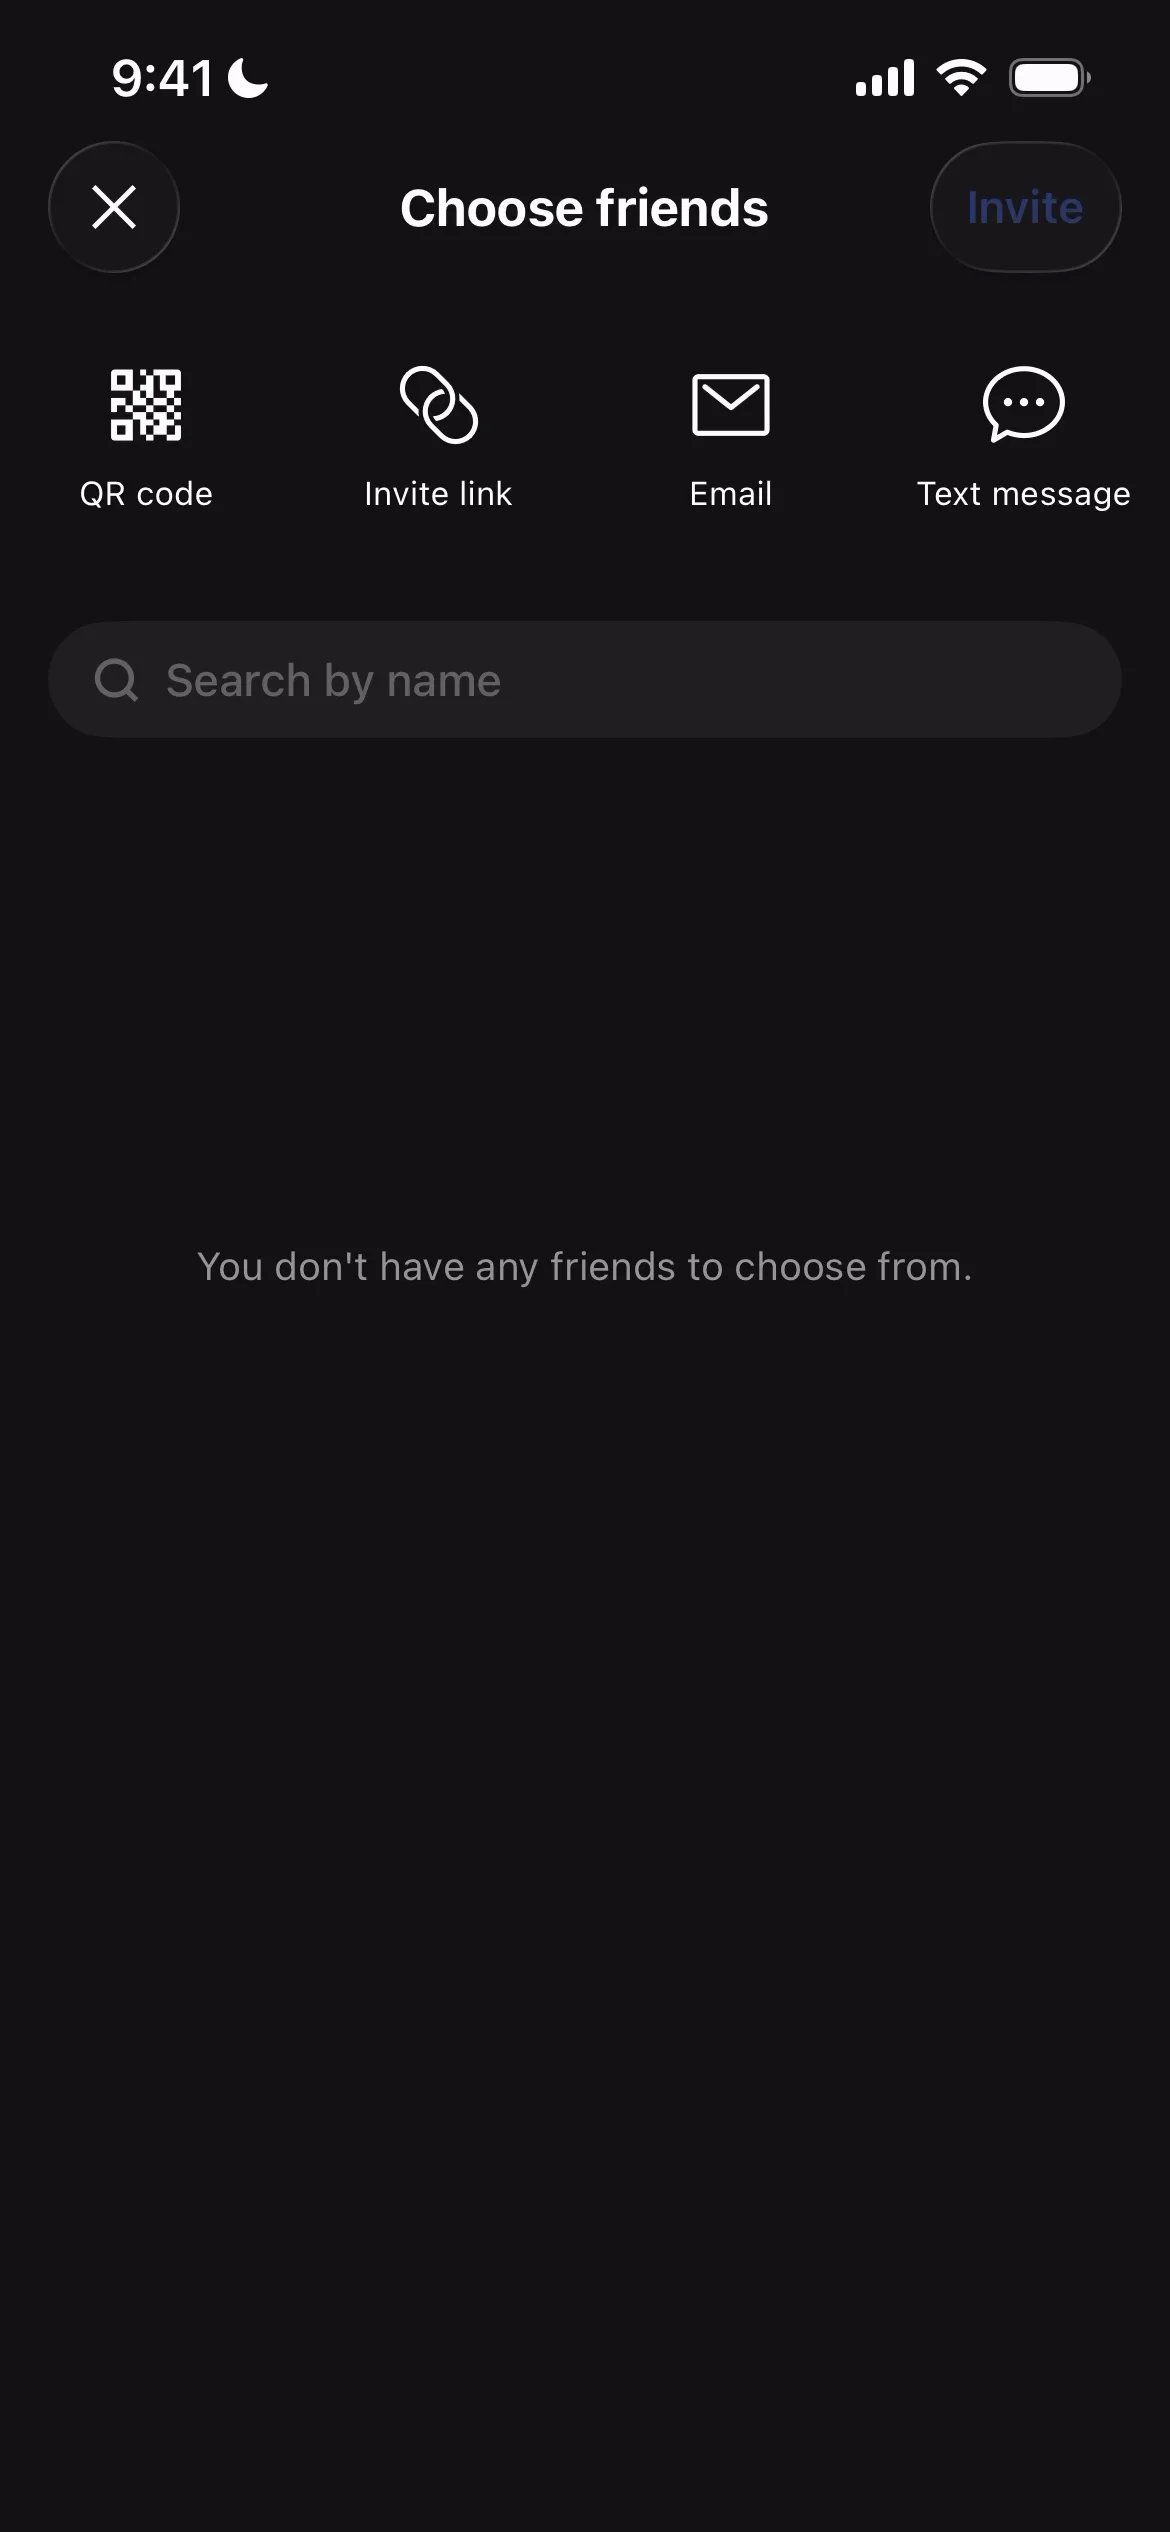 9:41
Choose friends
Invite
QR code
Invite link
Email
Text message
Search by name
You don't have any friends to choose from.